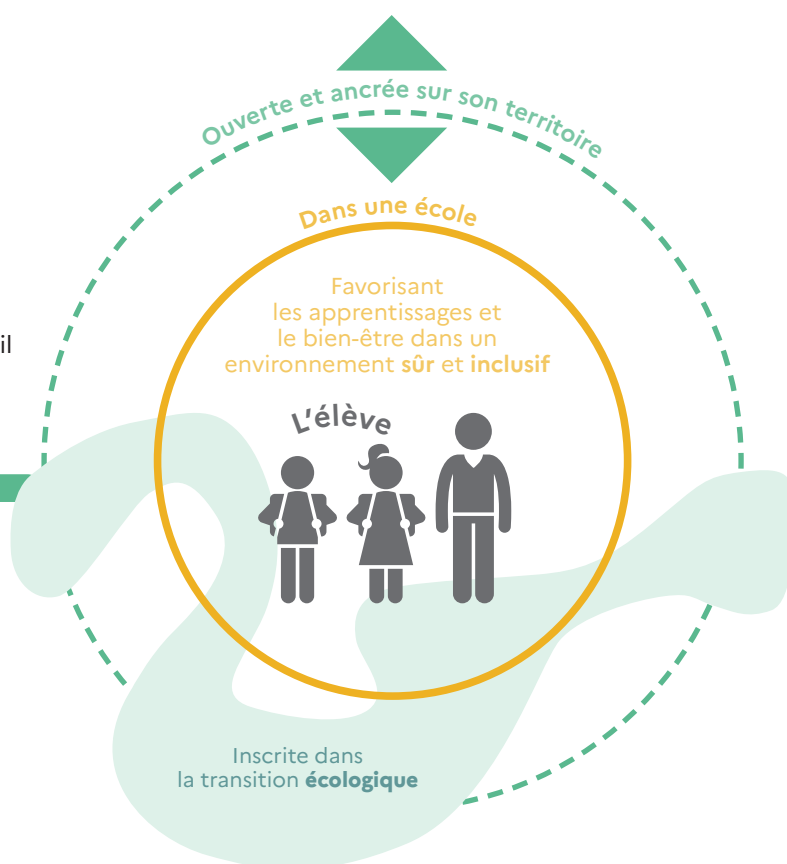 Ouverte et ancrée sur son territoire
Dans une école
Favorisant
les apprentissages et
le bien-être dans un
environnement sûr et inclusif
il
L'élève
Inscrite dans
la transition écologique